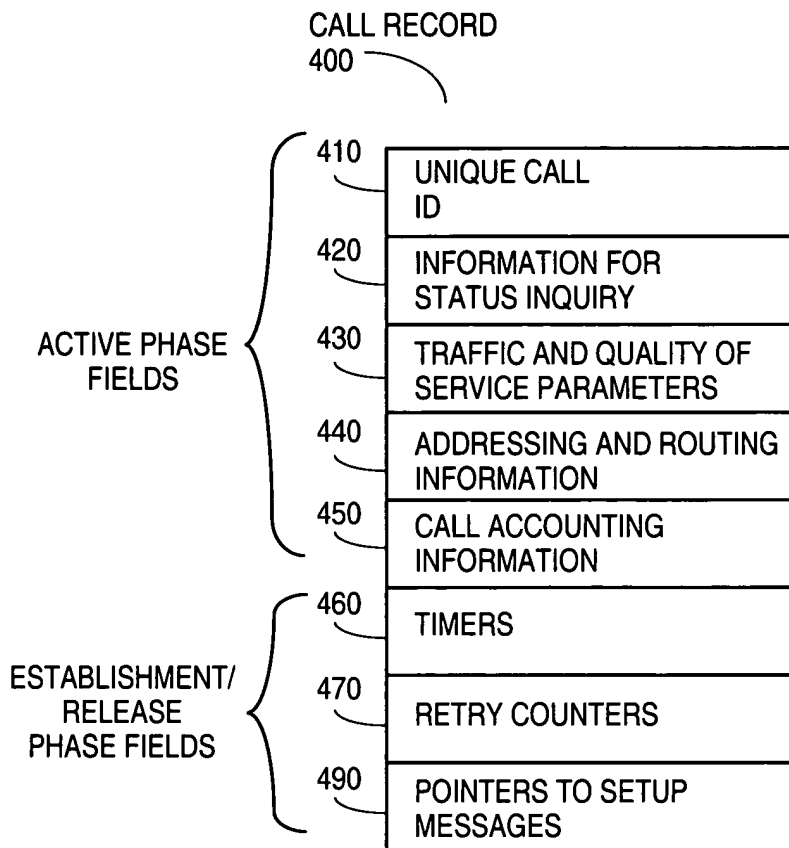 CALL RECORD
400
410
UNIQUE CALL
ID
420
INFORMATION FOR
STATUS INQUIRY
ACTIVE PHASE
FIELDS
430
TRAFFIC AND QUALITY OF
SERVICE PARAMETERS
440
ADDRESSING AND ROUTING
INFORMATION
450
CALL ACCOUNTING
INFORMATION
ESTABLISHMENT/
RELEASE
PHASE FIELDS
460
TIMERS
470
RETRY COUNTERS
490
POINTERS TO SETUP
MESSAGES